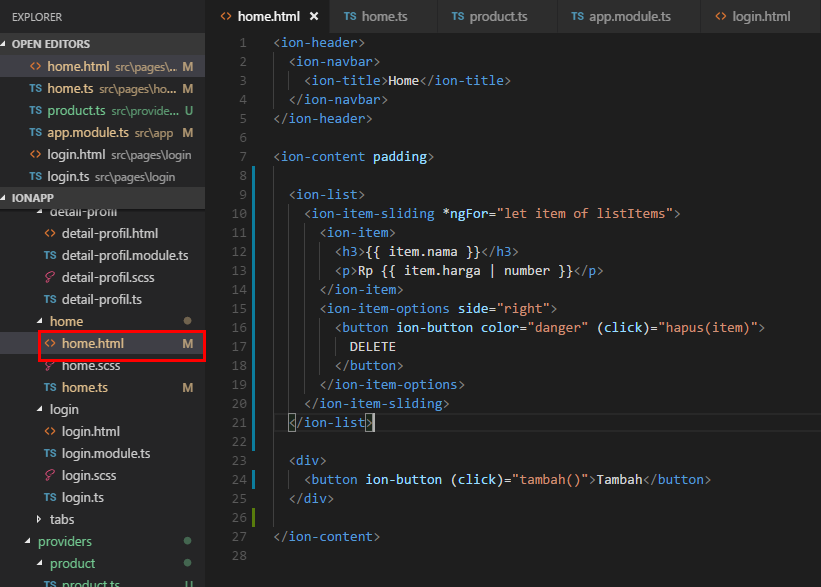 EXPLORER
OPEN EDITORS
<> home.html src\pages\... M
TS home.ts src\pages\ho... M
TS product.ts src\provide... U
TS app.module.ts src\app M
<> login.html src\pages\login
TS login.ts src\pages\login
IONAPP
detail-profil
<> detail-profil.html
TS detail-profil.module.ts
detail-profil.scss
TS detail-profil.ts
home
<> home.html M
home.scss
TS home.ts M
login
<> login.html
TS login.module.ts
login.scss
TS login.ts
tabs
providers
product
TS product.ts U
<> home.html × TS home.ts TS product.ts TS app.module.ts <> login.html
1 <ion-header>
2 <ion-navbar>
3 <ion-title>Home</ion-title>
4 </ion-navbar>
5 </ion-header>
6
7 <ion-content padding>
8
9 <ion-list>
10 <ion-item-sliding *ngFor="let item of listItems">
11 <ion-item>
12 <h3>{{ item.nama }}</h3>
13 <p>Rp {{ item.harga | number }}</p>
14 </ion-item>
15 <ion-item-options side="right">
16 <button ion-button color="danger" (click)="hapus(item)">
17 DELETE
18 </button>
19 </ion-item-options>
20 </ion-item-sliding>
21 </ion-list>
22
23 <div>
24 <button ion-button (click)="tambah()">Tambah</button>
25 </div>
26
27 </ion-content>
28